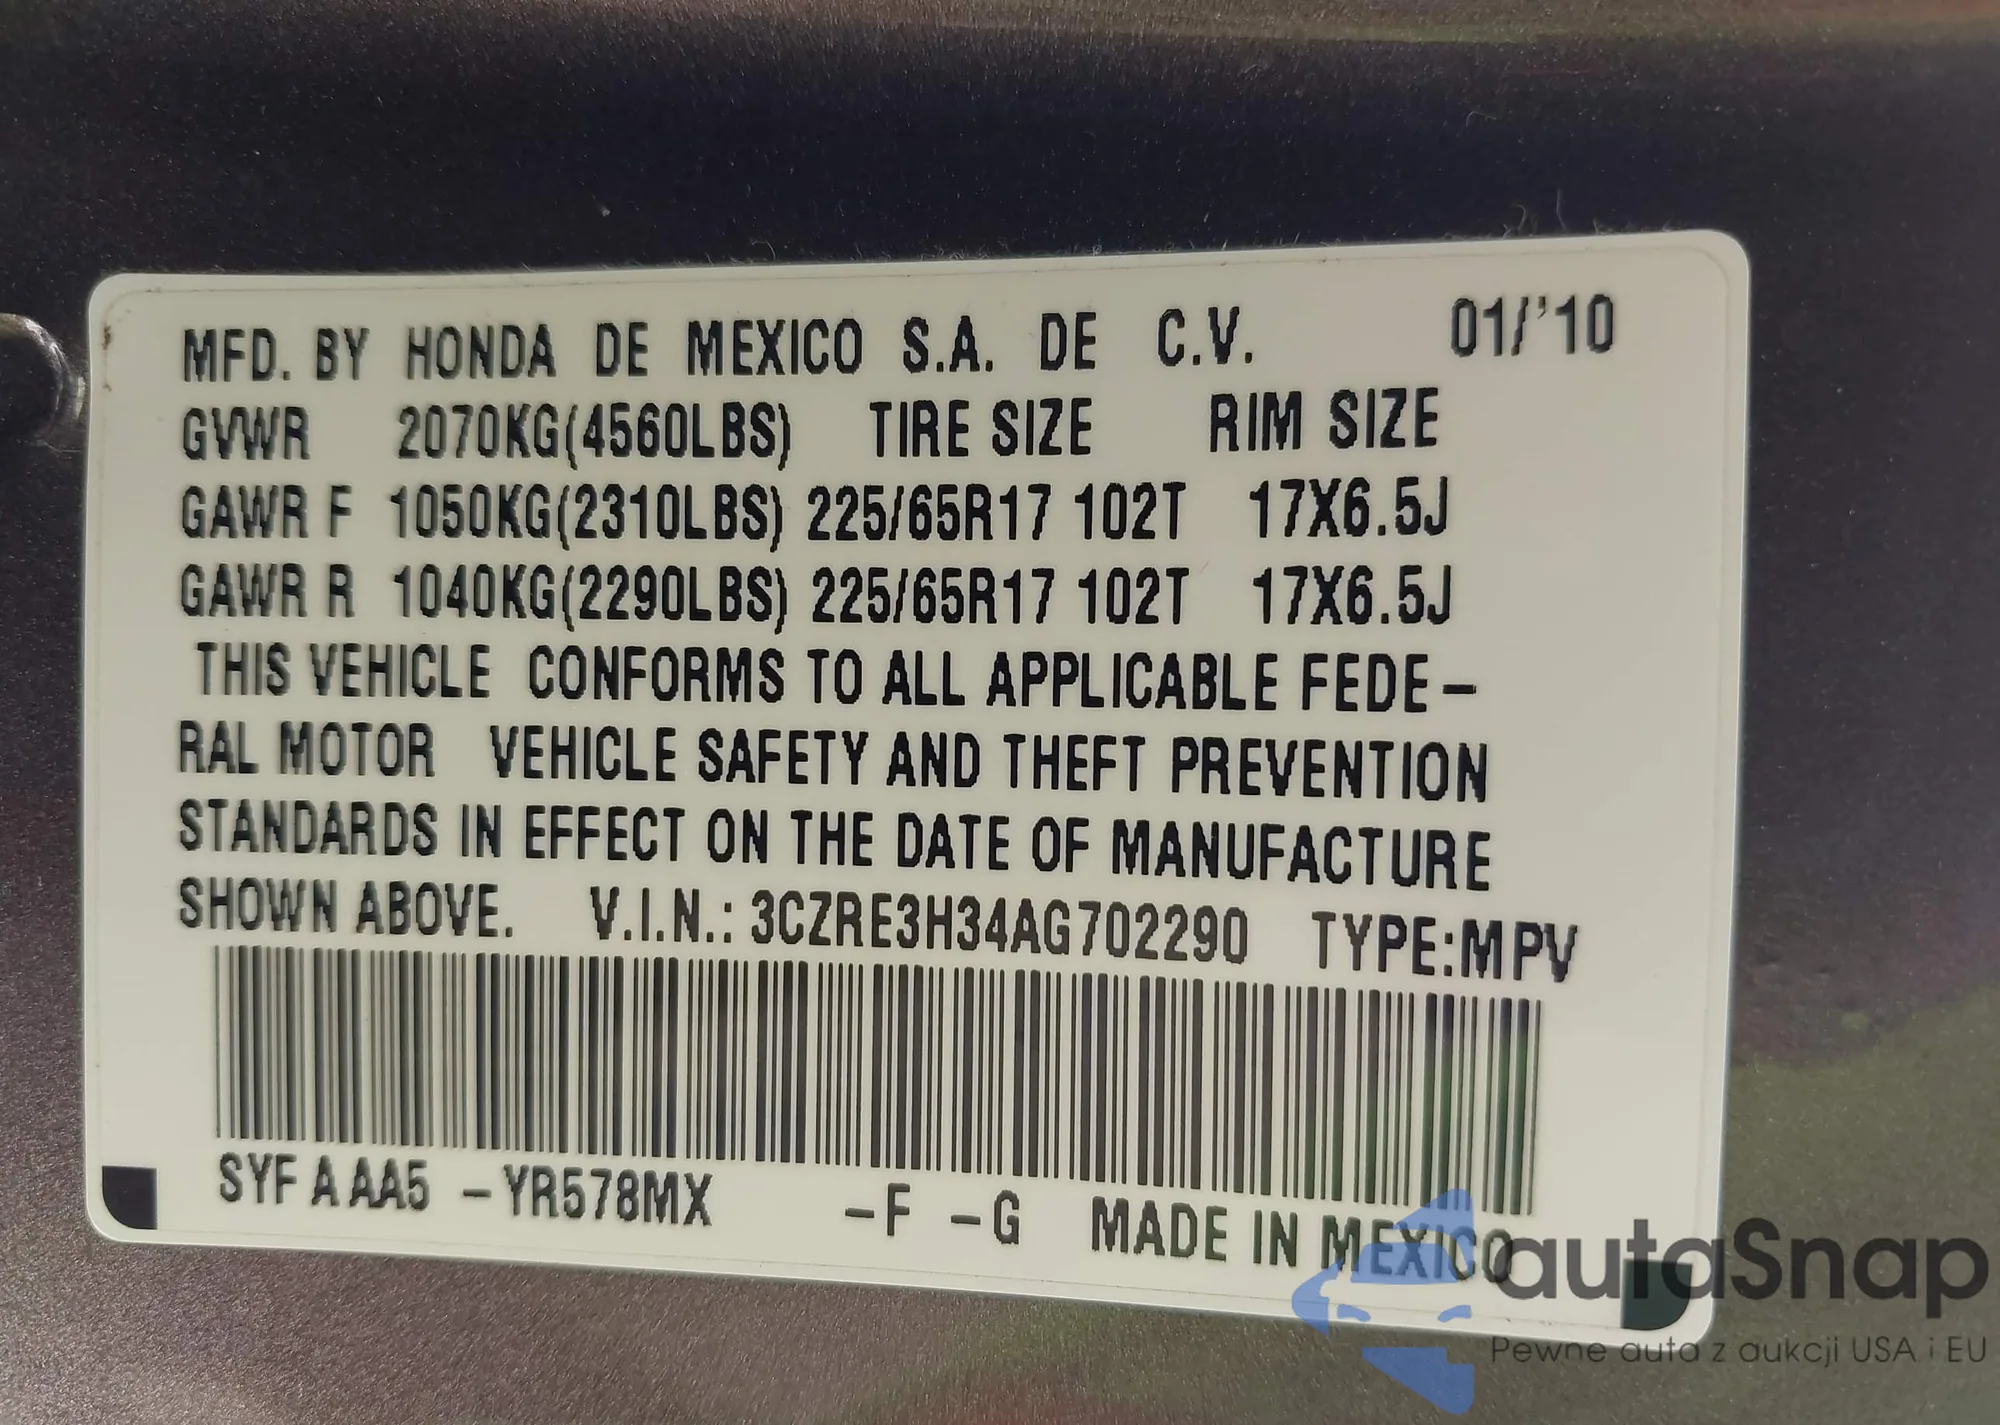 MFD. BY HONDA DE MEXICO S.A. DE C.V. 01/'10
GVWR 2070KG(4560LBS) TIRE SIZE RIM SIZE
GAWR F 1050KG(2310LBS) 225/65R17 102T 17X6.5J
GAWR R 1040KG(2290LBS) 225/65R17 102T 17X6.5J
THIS VEHICLE CONFORMS TO ALL APPLICABLE FEDE-
RAL MOTOR VEHICLE SAFETY AND THEFT PREVENTION
STANDARDS IN EFFECT ON THE DATE OF MANUFACTURE
SHOWN ABOVE. V.I.N.: 3CZRE3H34AG702290 TYPE:MPV
SYF A AA5 -YR578MX -F -G MADE IN MEXICO
autaSnap
Pewne auta z aukcji USA i EU